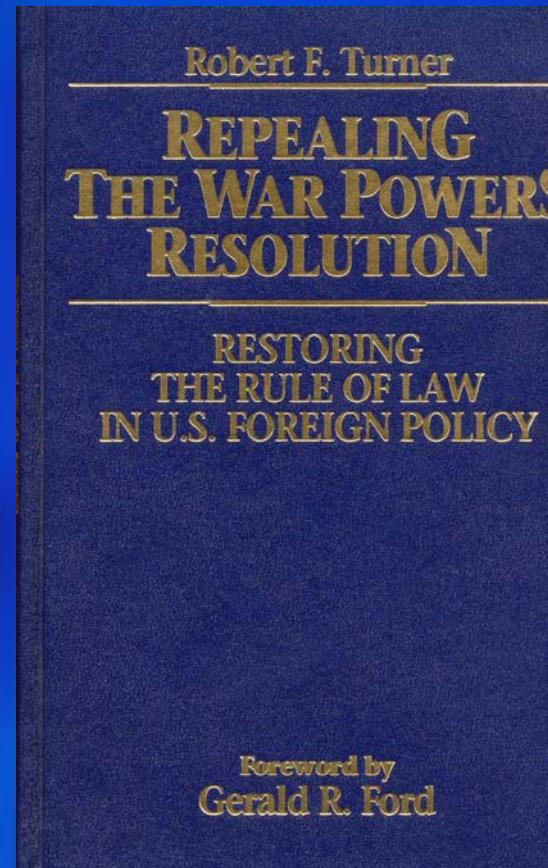 Robert F. Turner
REPEALING
THE WAR POWERS
RESOLUTION
RESTORING
THE RULE OF LAW
IN U.S. FOREIGN POLICY
Foreword by
Gerald R. Ford